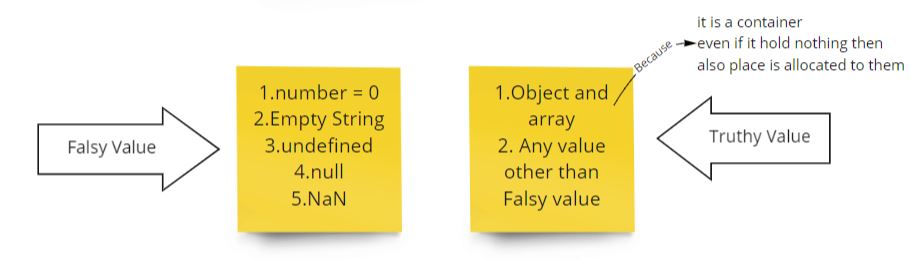 Falsy Value
1.number = 0
2.Empty String
3.undefined
4.null
5.NaN
1.Object and
array
2. Any value
other than
Falsy value
Because
it is a container
even if it hold nothing then
also place is allocated to them
Truthy Value